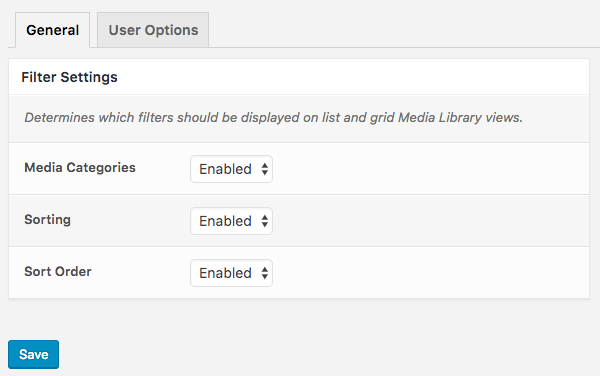 General User Options
Filter Settings
Determines which filters should be displayed on list and grid Media Library views.
Media Categories Enabled
Sorting Enabled
Sort Order Enabled
Save